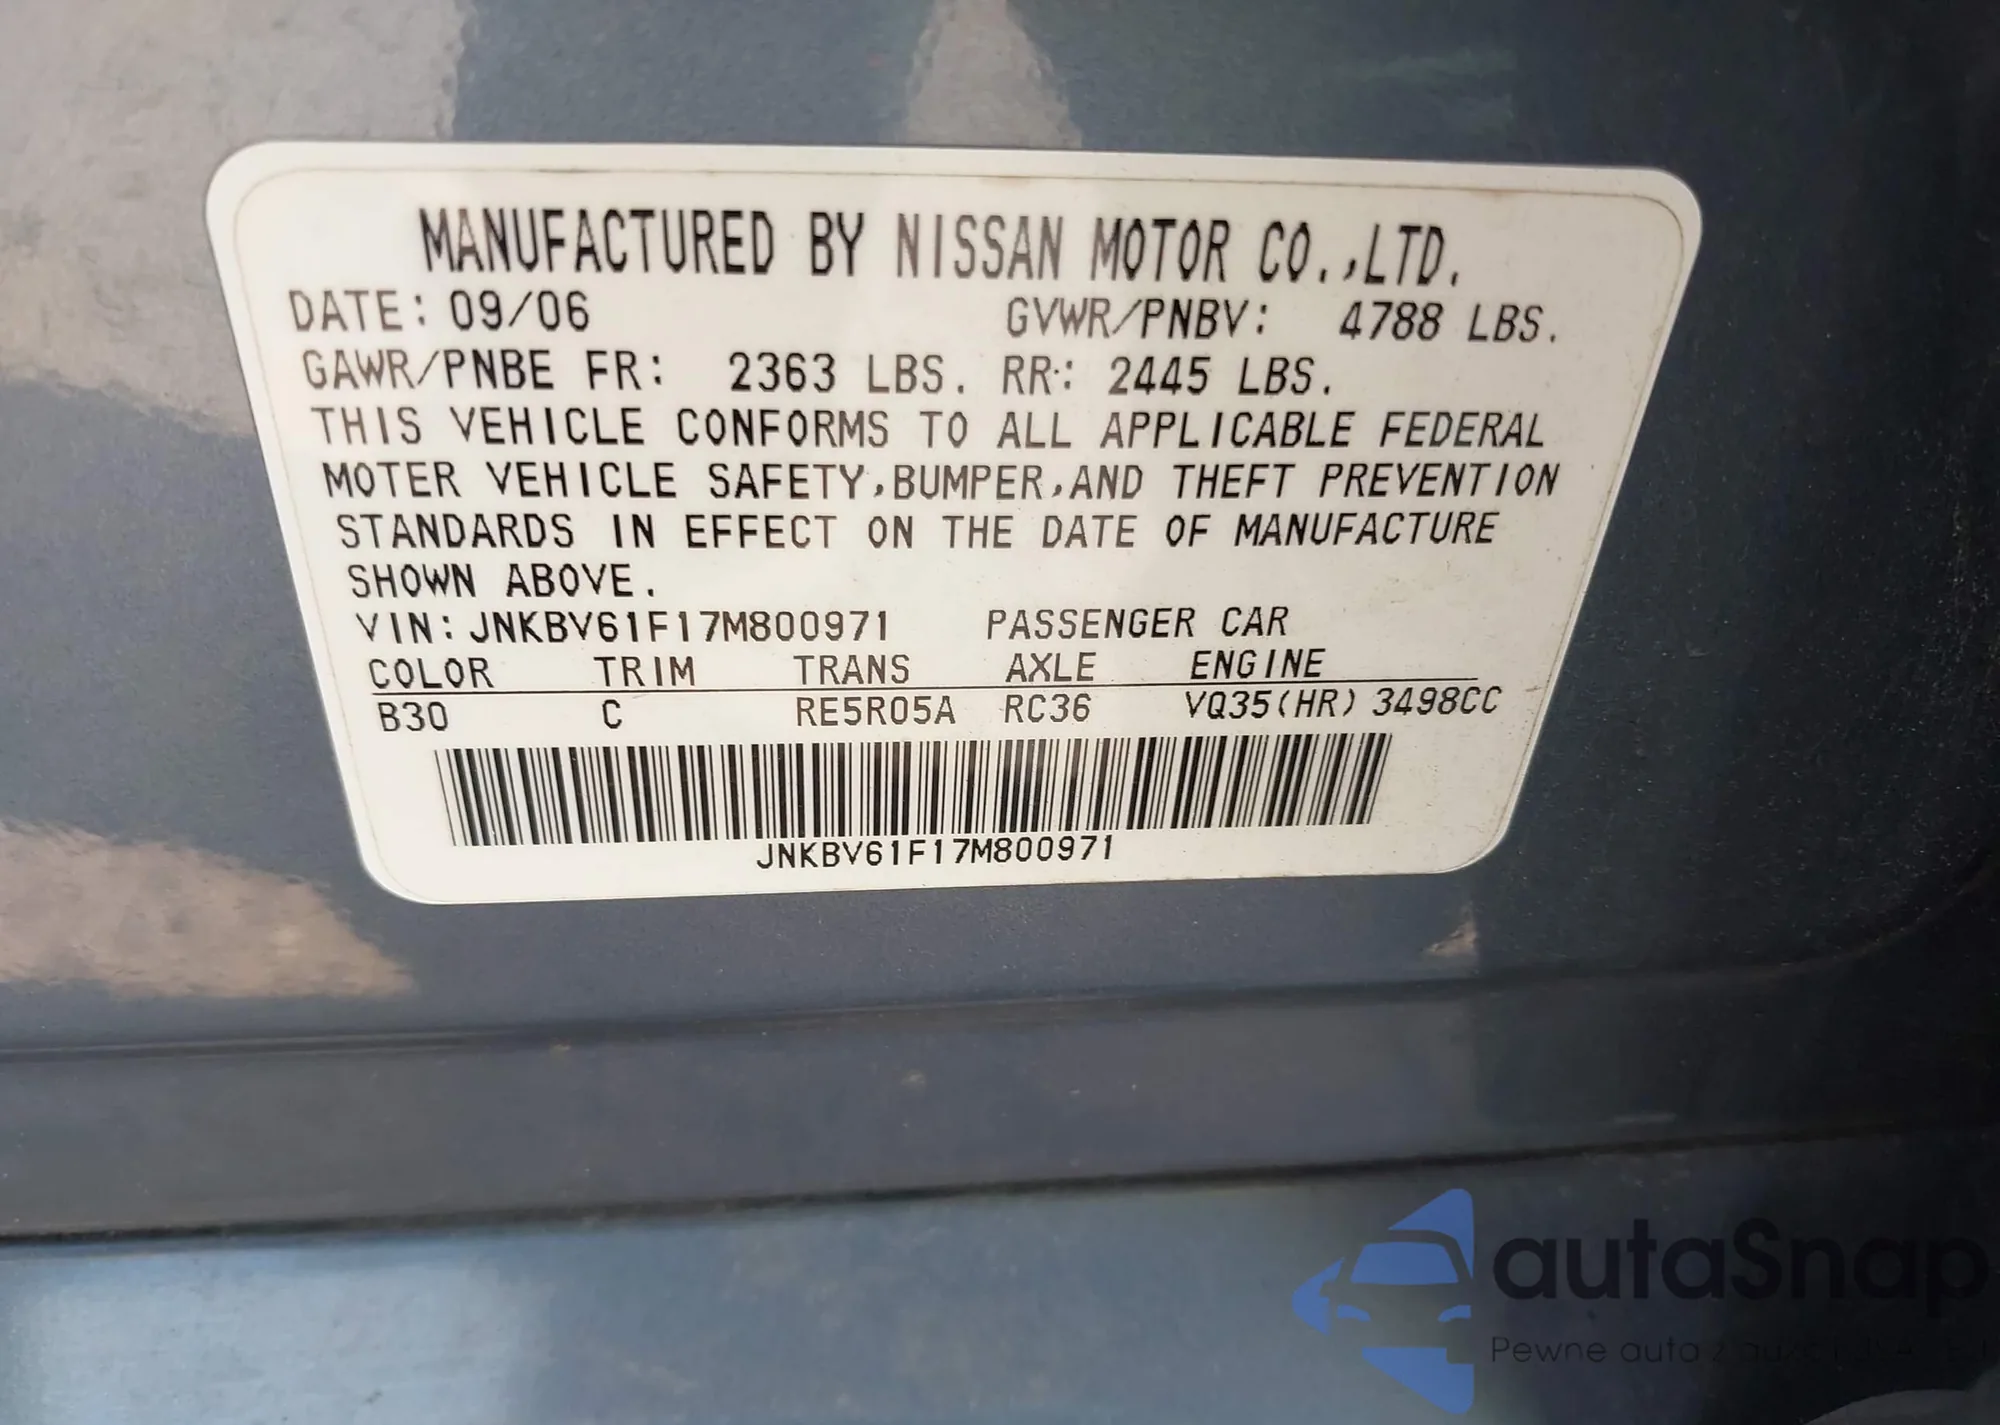 MANUFACTURED BY NISSAN MOTOR CO.,LTD.
DATE: 09/06 GVWR/PNBV: 4788 LBS.
GAWR/PNBE FR: 2363 LBS. RR: 2445 LBS.
THIS VEHICLE CONFORMS TO ALL APPLICABLE FEDERAL
MOTER VEHICLE SAFETY,BUMPER,AND THEFT PREVENTION
STANDARDS IN EFFECT ON THE DATE OF MANUFACTURE
SHOWN ABOVE.
VIN: JNKBV61F17M800971 PASSENGER CAR
COLOR TRIM TRANS AXLE ENGINE
B30 C RE5R05A RC36 VQ35(HR) 3498CC
JNKBV61F17M800971
autaSnap
Pewne auta z